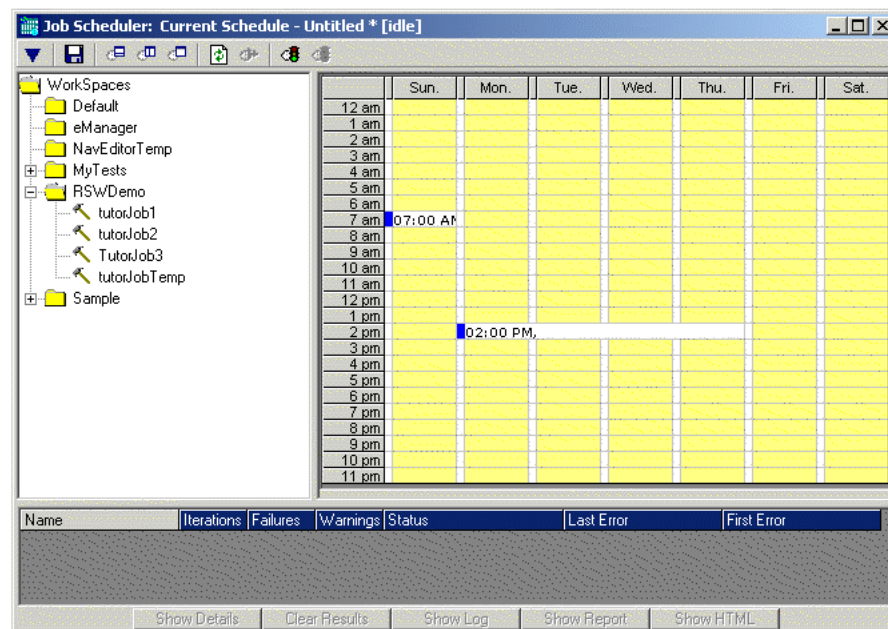 Job Scheduler: Current Schedule - Untitled * [idle]
WorkSpaces
Default
eManager
NavEditorTemp
MyTests
RSWDemo
tutorJob1
tutorJob2
TutorJob3
tutorJobTemp
Sample
Sun. Mon. Tue. Wed. Thu. Fri. Sat.
12 am
1 am
2 am
3 am
4 am
5 am
6 am
7 am 07:00 AM
8 am
9 am
10 am
11 am
12 pm
1 pm
2 pm 02:00 PM,
3 pm
4 pm
5 pm
6 pm
7 pm
8 pm
9 pm
10 pm
11 pm
Name Iterations Failures Warnings Status Last Error First Error
Show Details Clear Results Show Log Show Report Show HTML